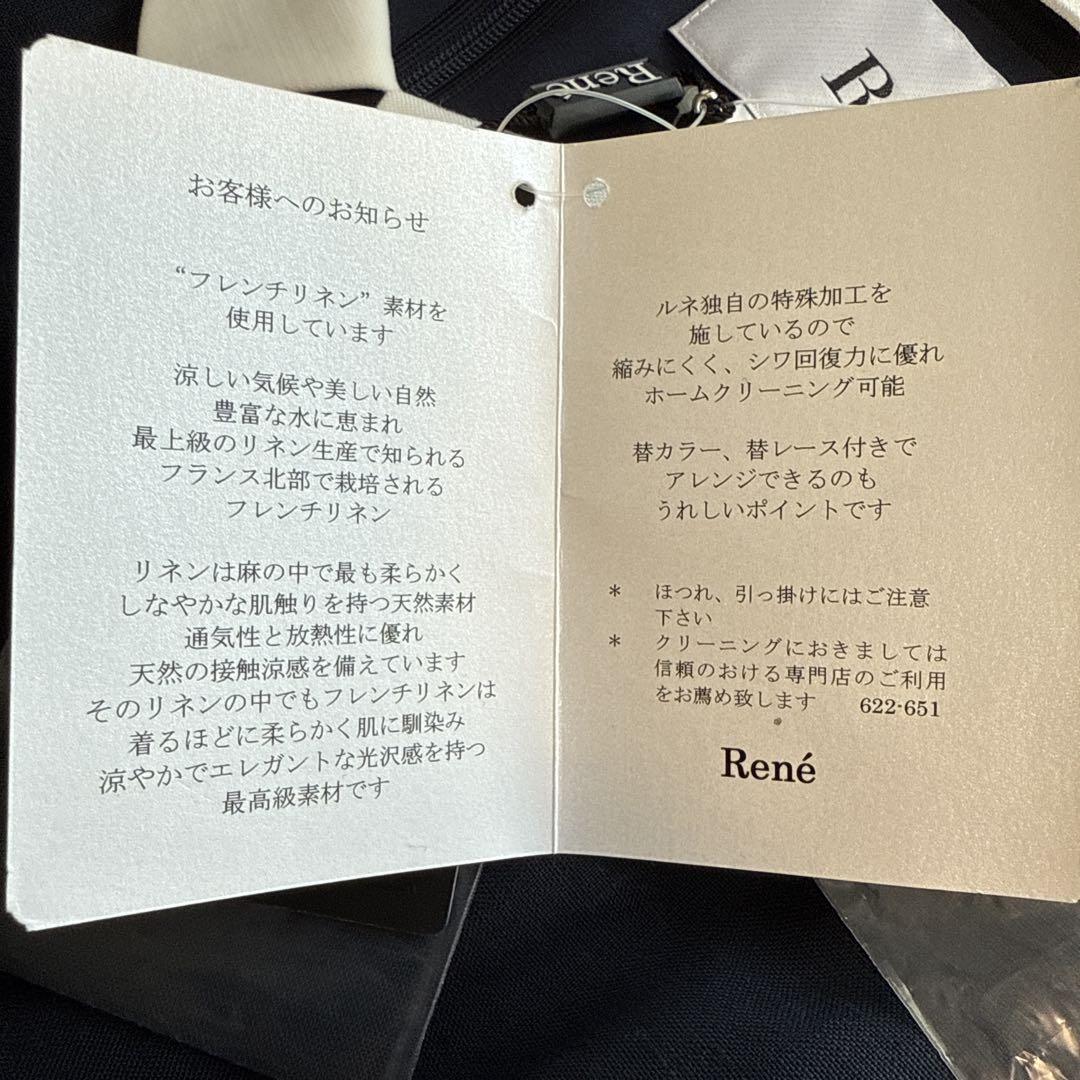 René
R
お客様へのお知らせ
“フレンチリネン”素材を
使用しています
涼しい気候や美しい自然
豊富な水に恵まれ
最上級のリネン生産で知られる
フランス北部で栽培される
フレンチリネン
リネンは麻の中で最も柔らかく
しなやかな肌触りを持つ天然素材
通気性と放熱性に優れ
天然の接触涼感を備えています
そのリネンの中でもフレンチリネンは
着るほどに柔らかく肌に馴染み
涼やかでエレガントな光沢感を持つ
最高級素材です
ルネ独自の特殊加工を
施しているので
縮みにくく、シワ回復力に優れ
ホームクリーニング可能
替カラー、替レース付きで
アレンジできるのも
うれしいポイントです
* ほつれ、引っ掛けにはご注意
下さい
* クリーニングにおきましては
信頼のおける専門店のご利用
をお薦め致します 622-651
René